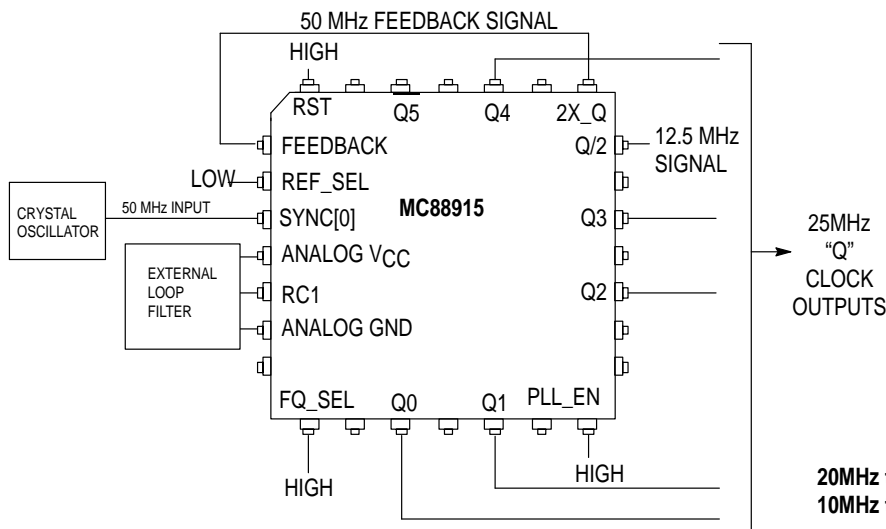 50 MHz FEEDBACK SIGNAL
HIGH
RST
Q5
Q4
2X_Q
FEEDBACK
Q/2
12.5 MHz
SIGNAL
LOW
REF_SEL
MC88915
CRYSTAL
OSCILLATOR
50 MHz INPUT
SYNC[0]
Q3
ANALOG VCC
EXTERNAL
LOOP
FILTER
RC1
Q2
ANALOG GND
25MHz
“Q”
CLOCK
OUTPUTS
FQ_SEL
Q0
Q1
PLL_EN
HIGH
HIGH
20MHz
10MHz